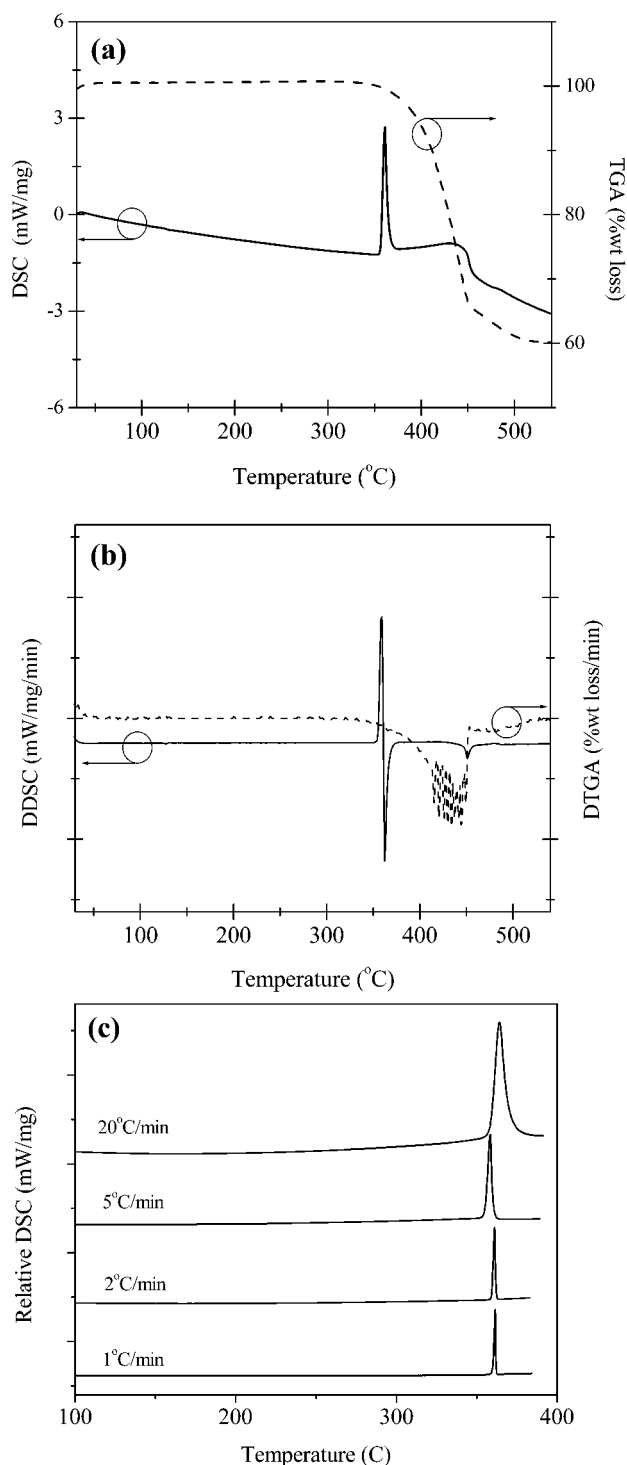 (a)
6
3
0
-3
-6
DSC (mW/mg)
100
80
60
TGA (%wt loss)
100 200 300 400 500
Temperature (°C)
(b)
DDSC (mW/mg/min)
DTGA (%wt loss/min)
100 200 300 400 500
Temperature (°C)
(c)
20°C/min
5°C/min
2°C/min
1°C/min
Relative DSC (mW/mg)
100 200 300 400
Temperature (C)